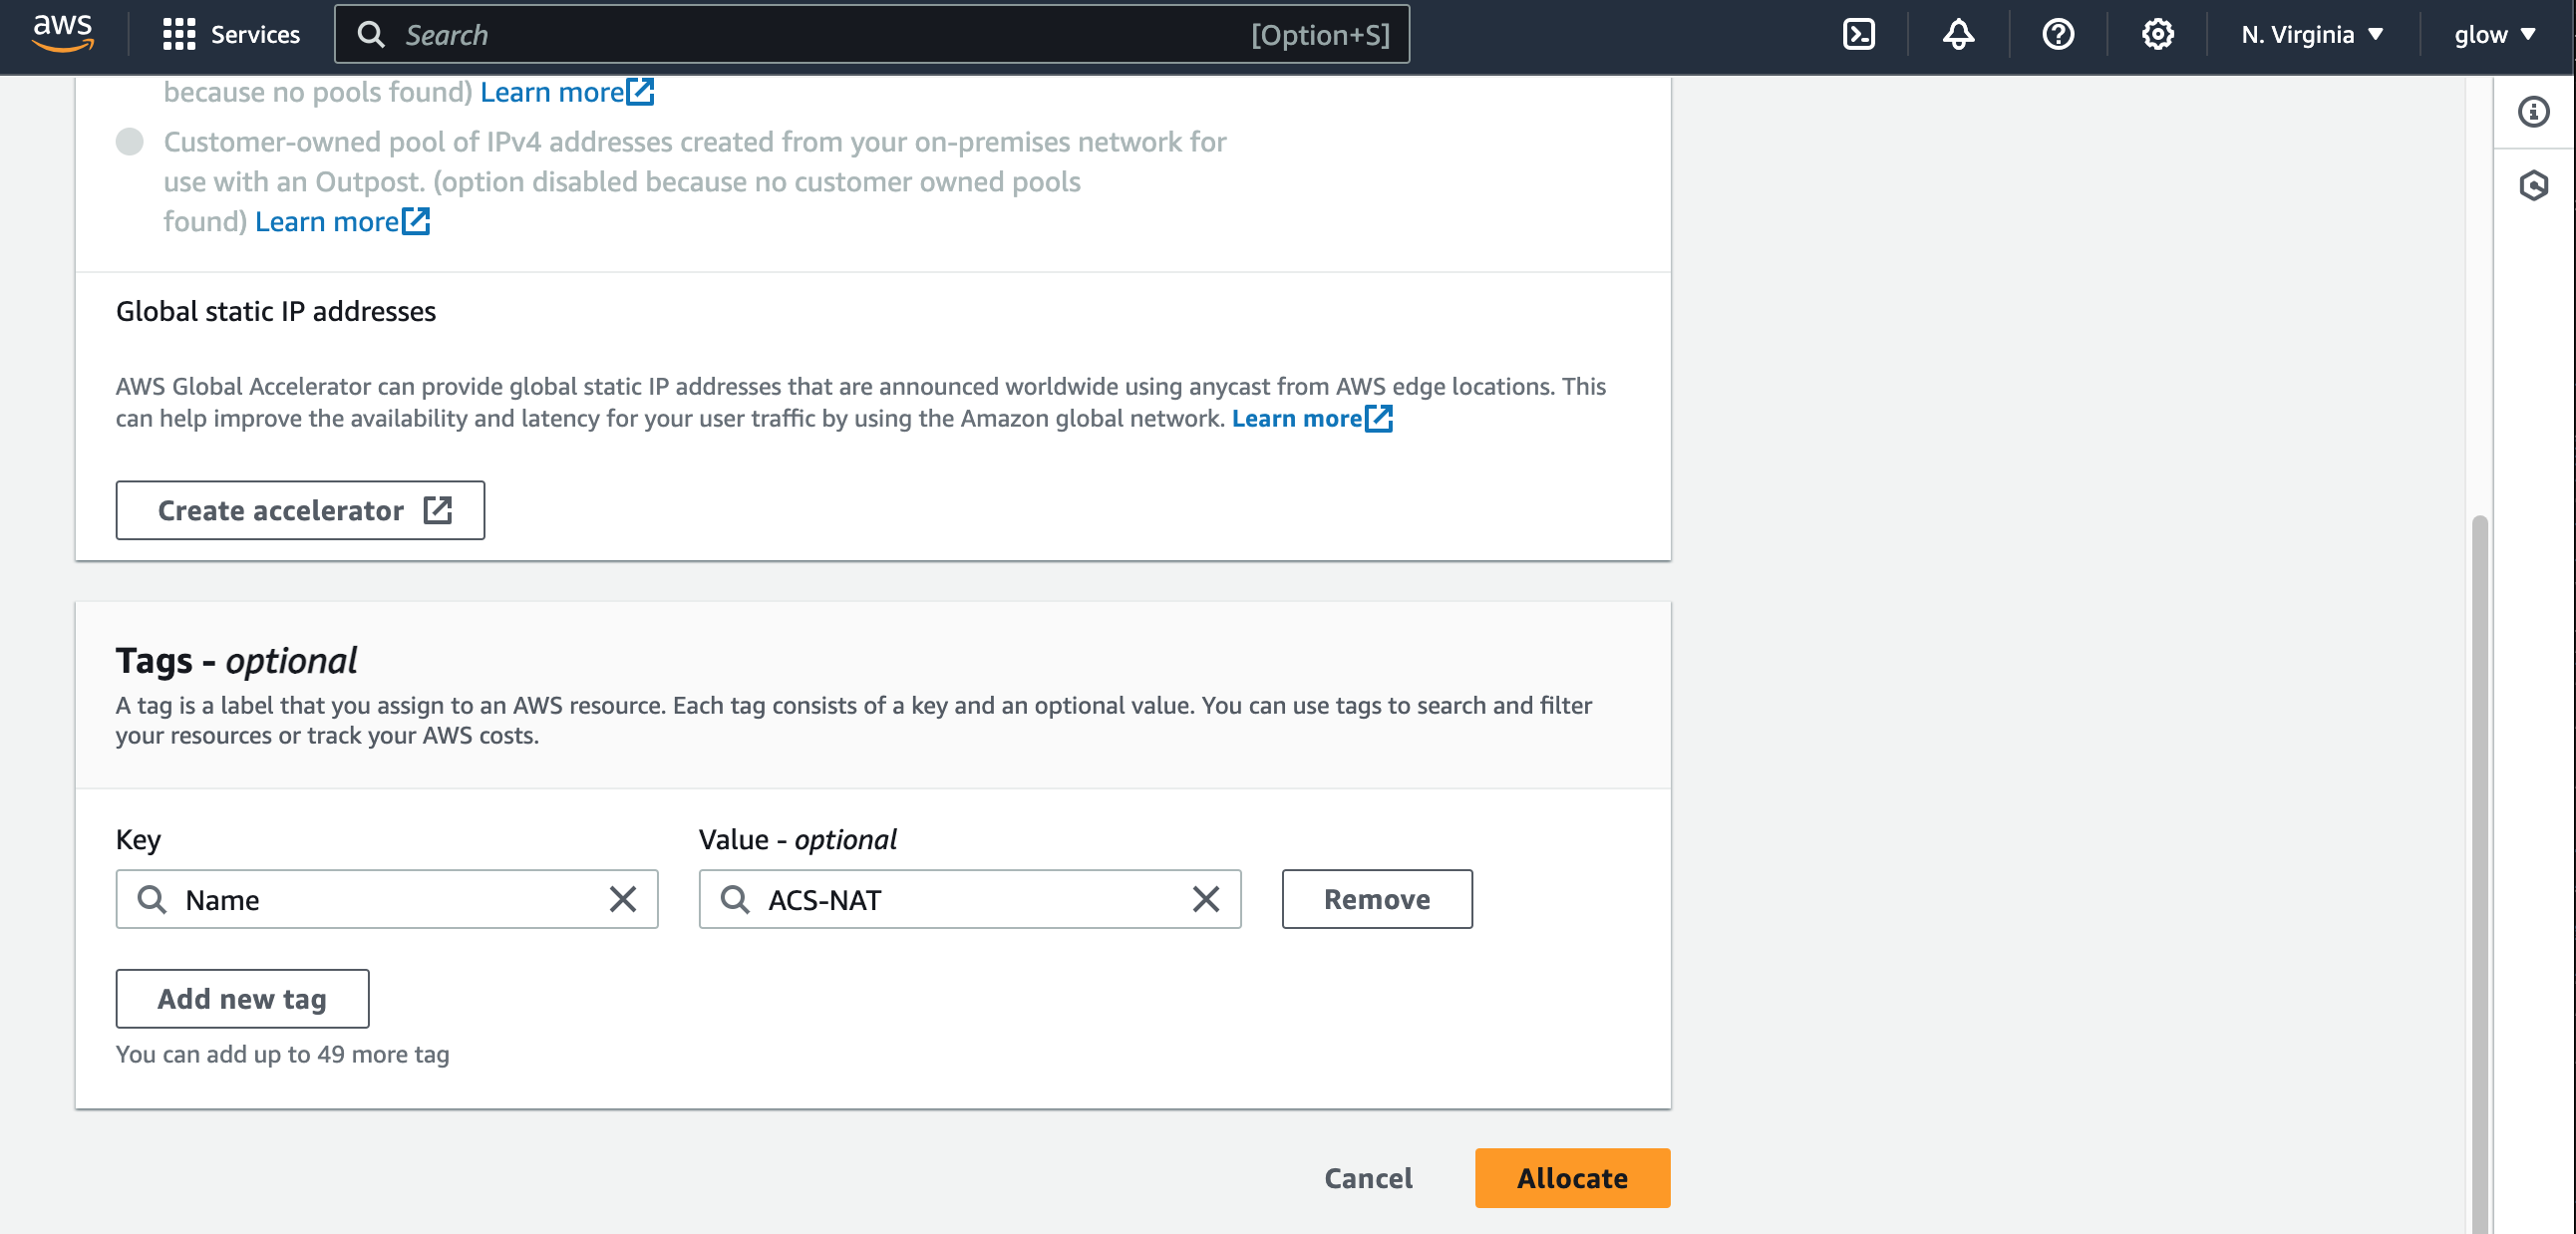 aws
Services
Search
[Option+S]
N. Virginia
glow
because no pools found) Learn more
Customer-owned pool of IPv4 addresses created from your on-premises network for
use with an Outpost. (option disabled because no customer owned pools
found) Learn more
Global static IP addresses
AWS Global Accelerator can provide global static IP addresses that are announced worldwide using anycast from AWS edge locations. This
can help improve the availability and latency for your user traffic by using the Amazon global network. Learn more
Create accelerator
Tags - optional
A tag is a label that you assign to an AWS resource. Each tag consists of a key and an optional value. You can use tags to search and filter
your resources or track your AWS costs.
Key
Value - optional
Name
ACS-NAT
Remove
Add new tag
You can add up to 49 more tag
Cancel
Allocate